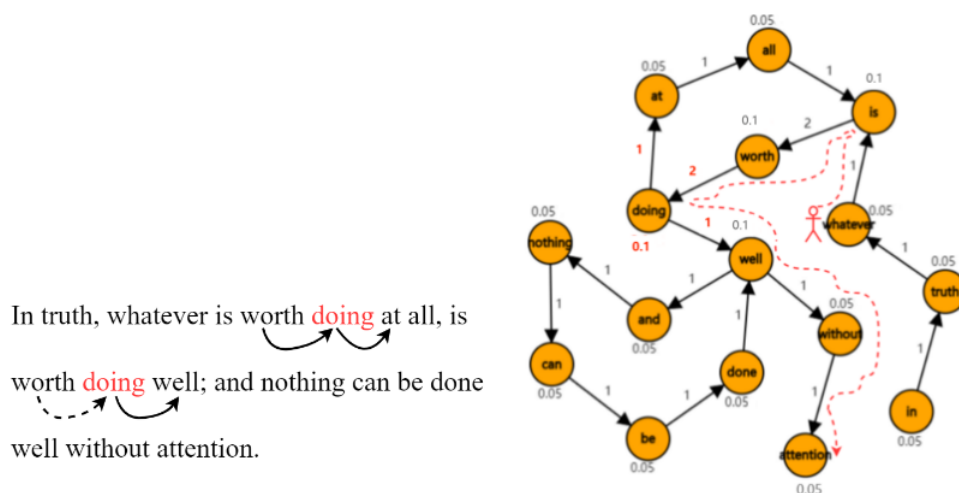 In truth, whatever is worth doing at all, is
worth doing well; and nothing can be done
well without attention.
0.05
all
0.05
1
1
0.1
at
is
0.1
2
1
worth
2
1
doing
0.1
1
0.1
0.05
whatever
0.05
nothing
well
1
0.05
truth
1
1
1
0.05
without
1
and
0.05
1
1
can
0.05
done
0.05
1
1
1
in
0.05
be
0.05
attention
0.05